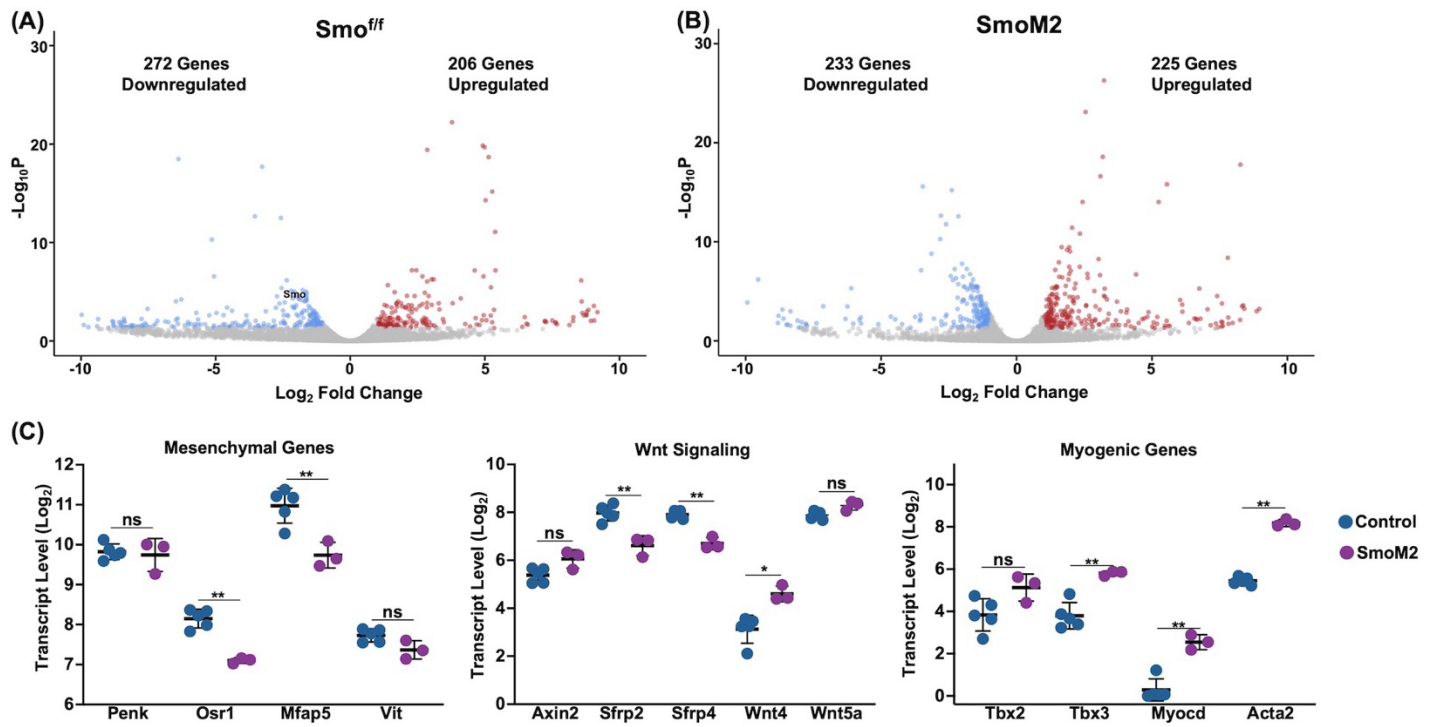 (A)
Smo^f/f
272 Genes
Downregulated
206 Genes
Upregulated
30
20
10
0
-Log₁₀P
Smo
-10
-5
0
5
10
Log₂ Fold Change
(B)
SmoM2
233 Genes
Downregulated
225 Genes
Upregulated
30
20
10
0
-Log₁₀P
-10
-5
0
5
10
Log₂ Fold Change
(C)
Mesenchymal Genes
Transcript Level (Log₂)
12
11
10
9
8
7
6
ns
**
**
ns
Penk
Osr1
Mfap5
Vit
Wnt Signaling
Transcript Level (Log₂)
10
8
6
4
2
0
ns
**
**
*
ns
Axin2
Sfrp2
Sfrp4
Wnt4
Wnt5a
Myogenic Genes
Transcript Level (Log₂)
10
8
6
4
2
0
ns
**
**
**
Tbx2
Tbx3
Myocd
Acta2
Control
SmoM2